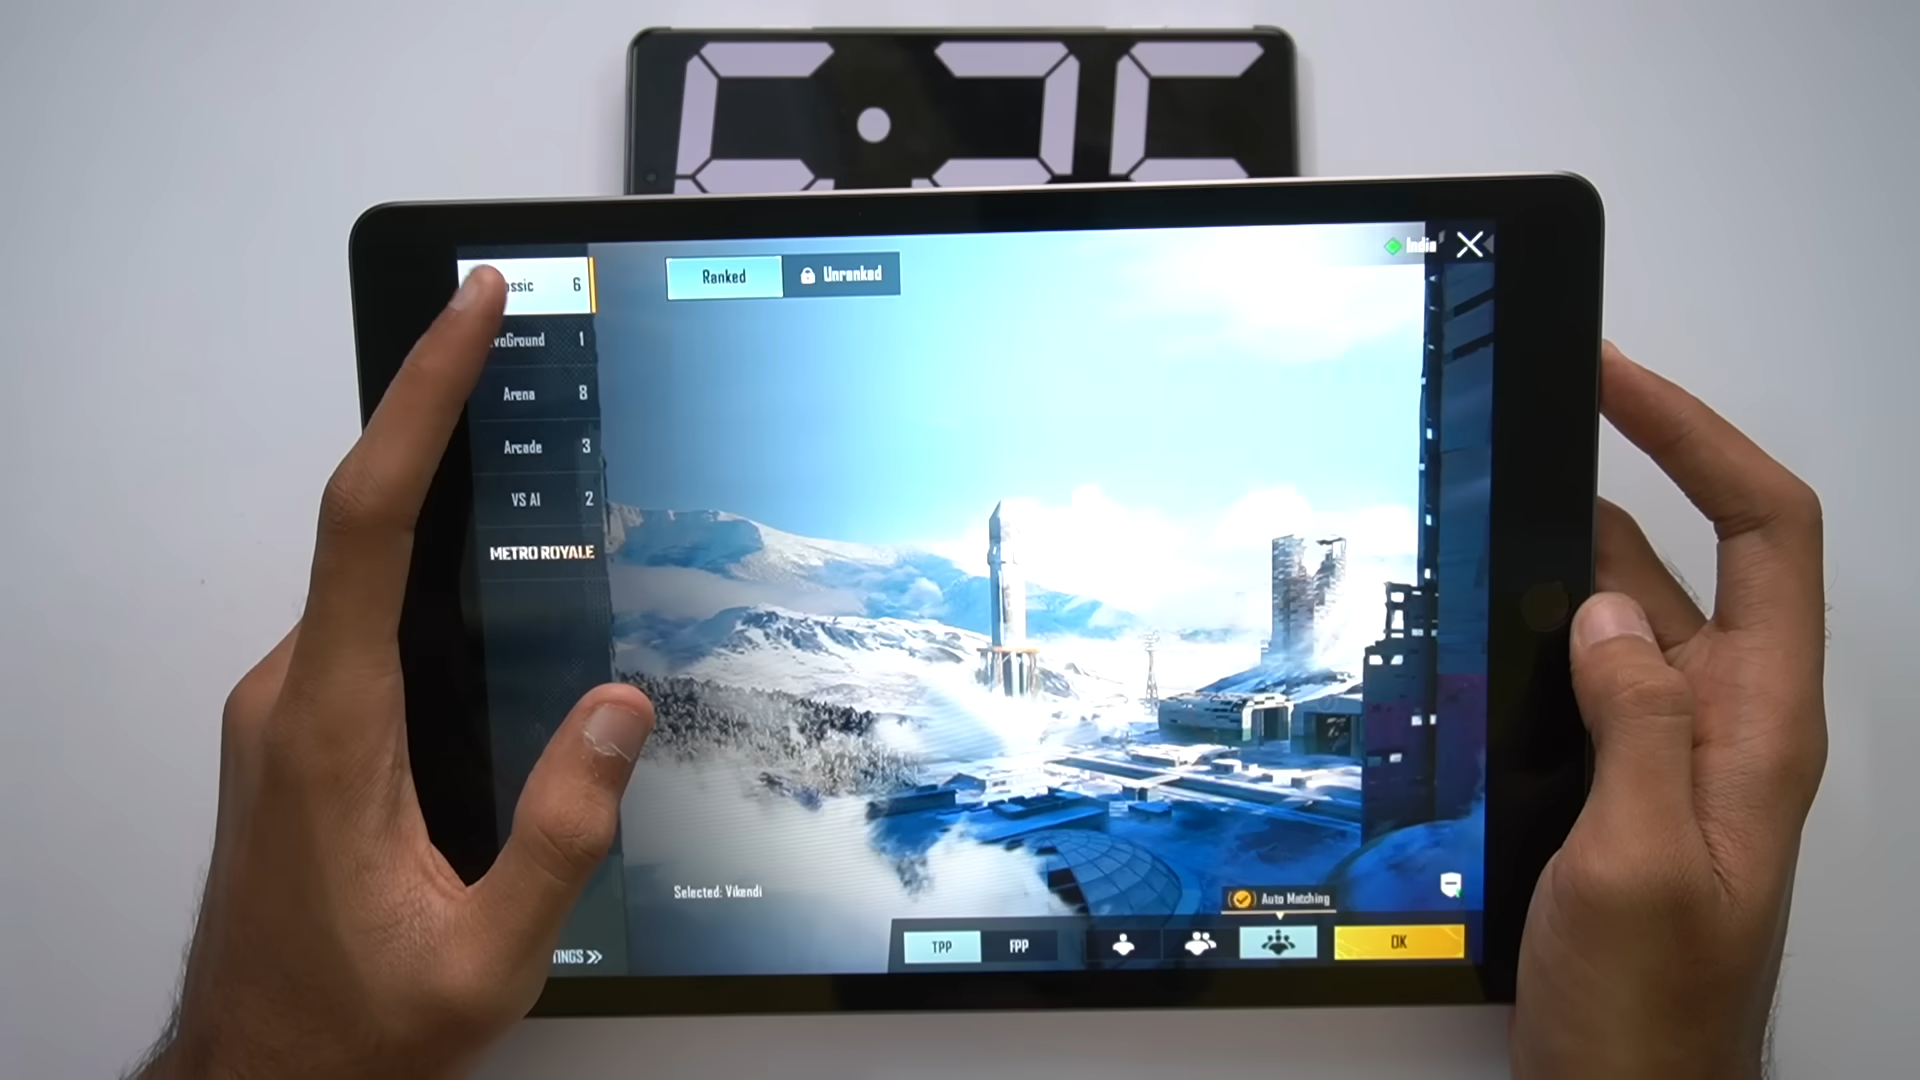 India
Ranked
Unranked
6
1
Arena 8
Arcade 3
VS AI 2
METRO ROYALE
Selected: Vikendi
Auto Matching
TPP
FPP
OK